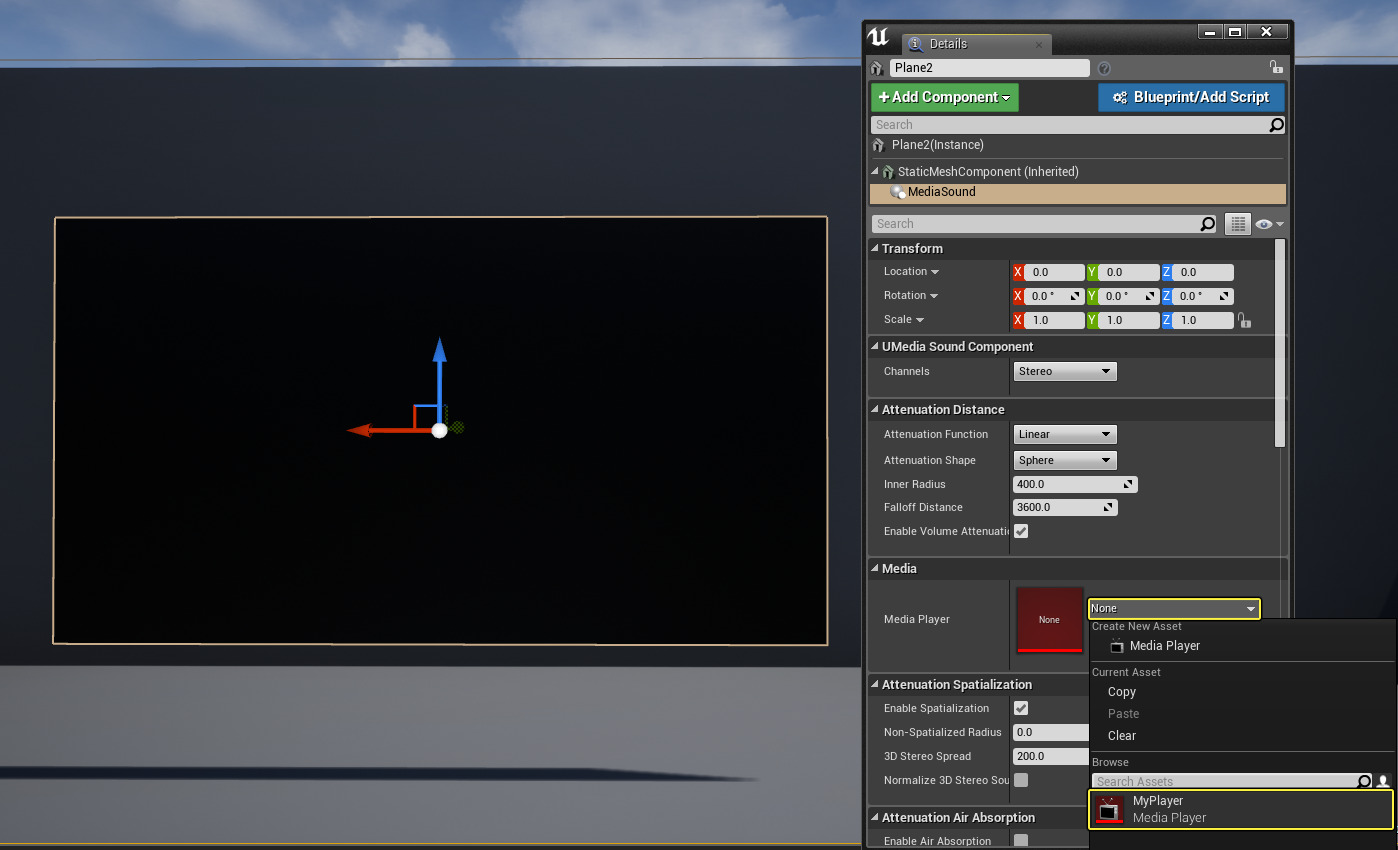 Details
Plane2
+ Add Component
Blueprint/Add Script
Search
Plane2(Instance)
StaticMeshComponent (Inherited)
MediaSound
Search
Transform
Location X 0.0 Y 0.0 Z 0.0
Rotation X 0.0 ° Y 0.0 ° Z 0.0 °
Scale X 1.0 Y 1.0 Z 1.0
UMedia Sound Component
Channels Stereo
Attenuation Distance
Attenuation Function Linear
Attenuation Shape Sphere
Inner Radius 400.0
Falloff Distance 3600.0
Enable Volume Attenuati
Media
Media Player None None
Create New Asset
Media Player
Current Asset
Copy
Paste
Clear
Browse
Search Assets
MyPlayer
Media Player
Attenuation Spatialization
Enable Spatialization
Non-Spatialized Radius 0.0
3D Stereo Spread 200.0
Normalize 3D Stereo Sou
Attenuation Air Absorption
Enable Air Absorption